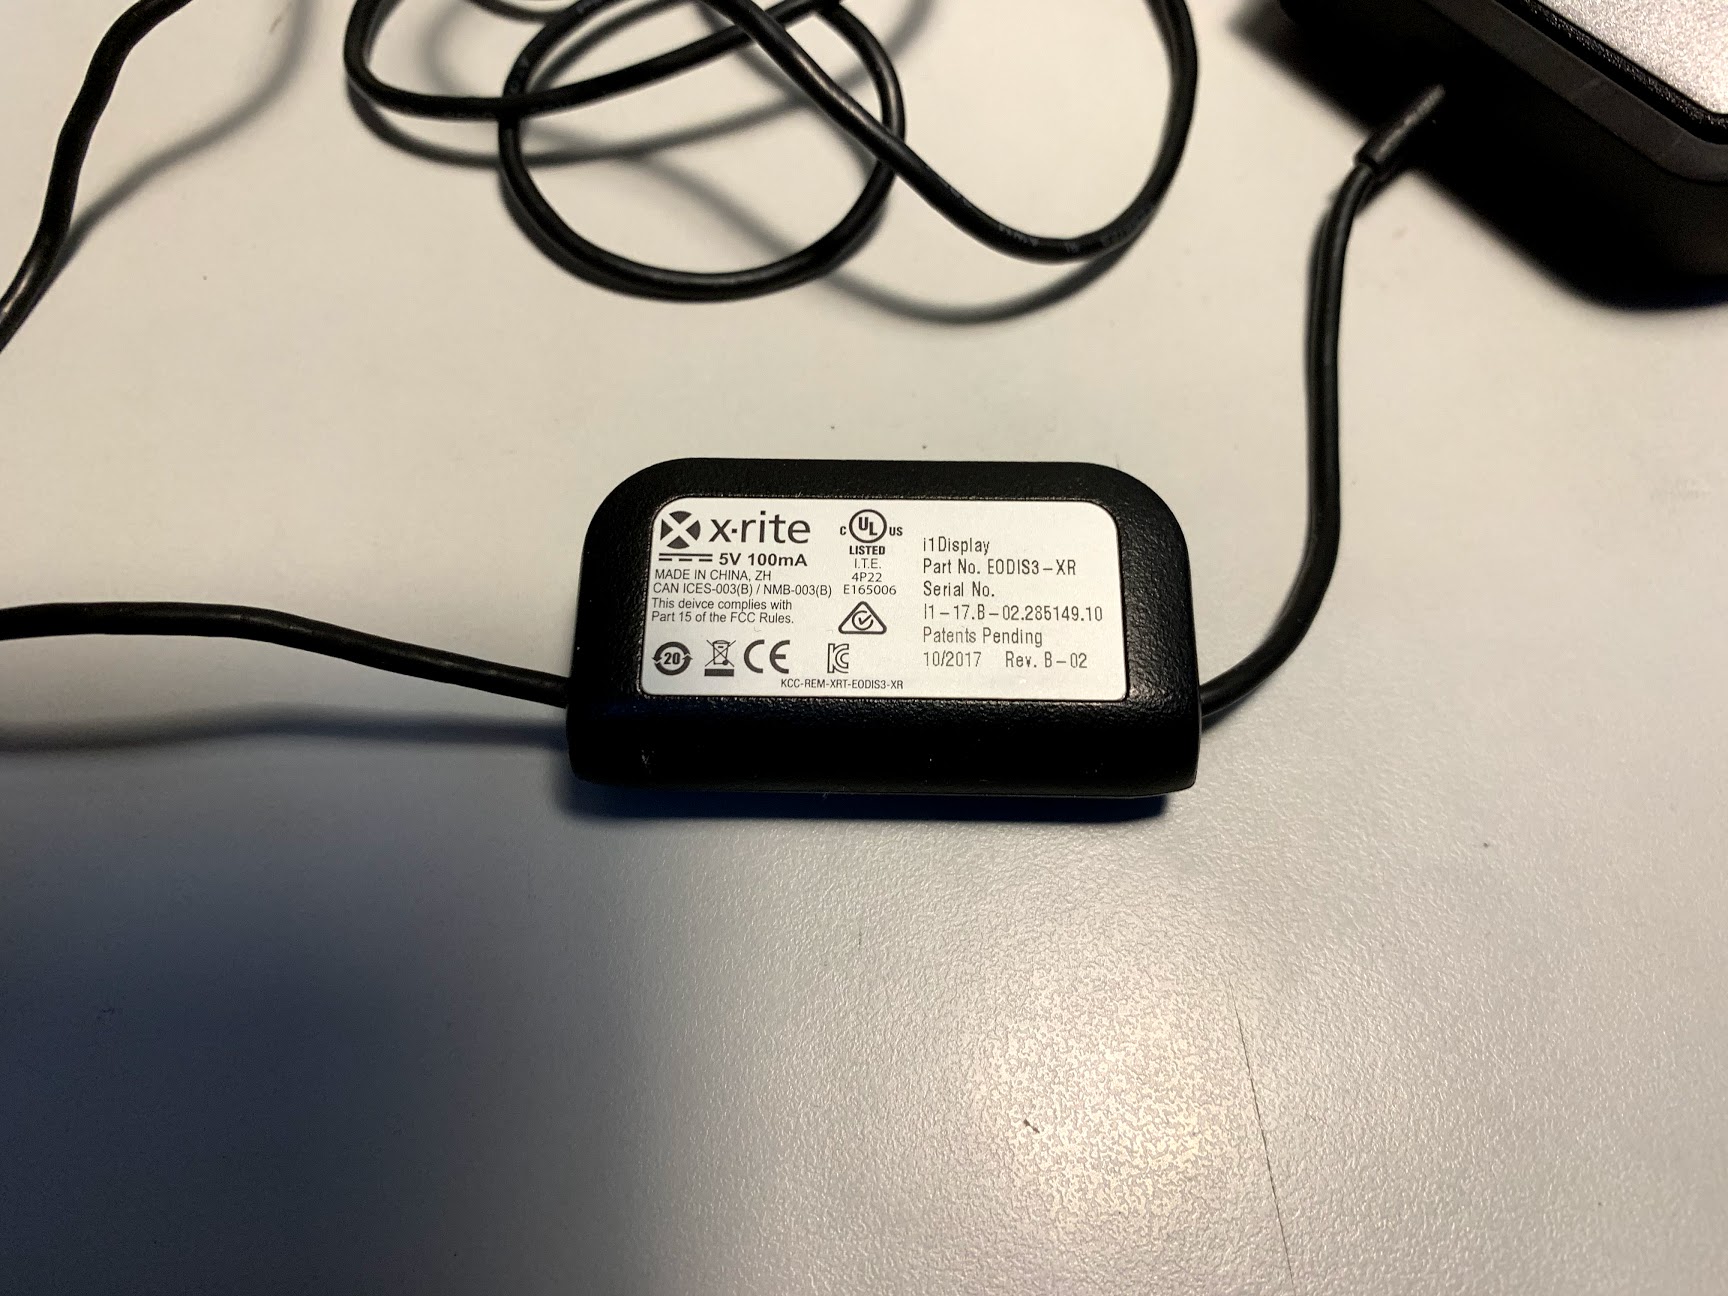 x·rite
5V 100mA
MADE IN CHINA, ZH
CAN ICES-003(B) / NMB-003(B)
This deivce complies with
Part 15 of the FCC Rules.
20
CE
c UL US
LISTED
I.T.E.
4P22
E165006
KCC-REM-XRT-EODIS3-XR
i1Display
Part No. EODIS3-XR
Serial No.
I1-17.B-02.285149.10
Patents Pending
10/2017 Rev. B-02